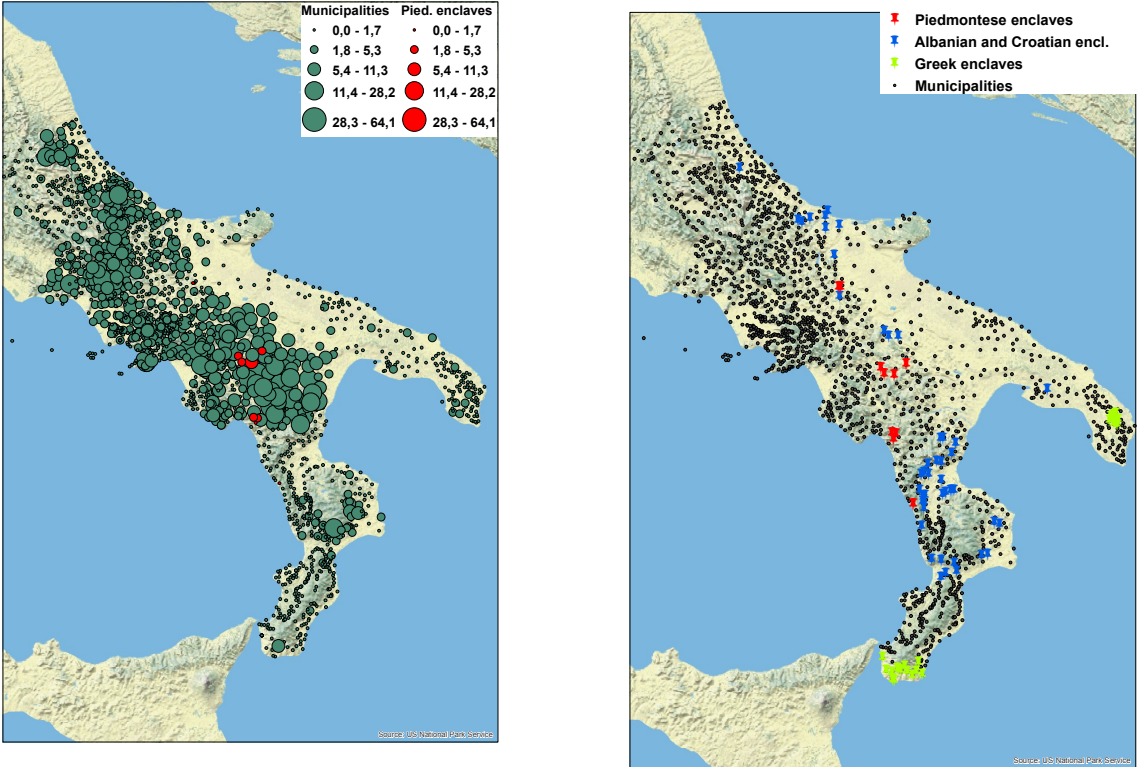 Municipalities Pied. enclaves
0,0 - 1,7 0,0 - 1,7
1,8 - 5,3 1,8 - 5,3
5,4 - 11,3 5,4 - 11,3
11,4 - 28,2 11,4 - 28,2
28,3 - 64,1 28,3 - 64,1
Source: US National Park Service
Piedmontese enclaves
Albanian and Croatian encl.
Greek enclaves
Municipalities
Source: US National Park Service